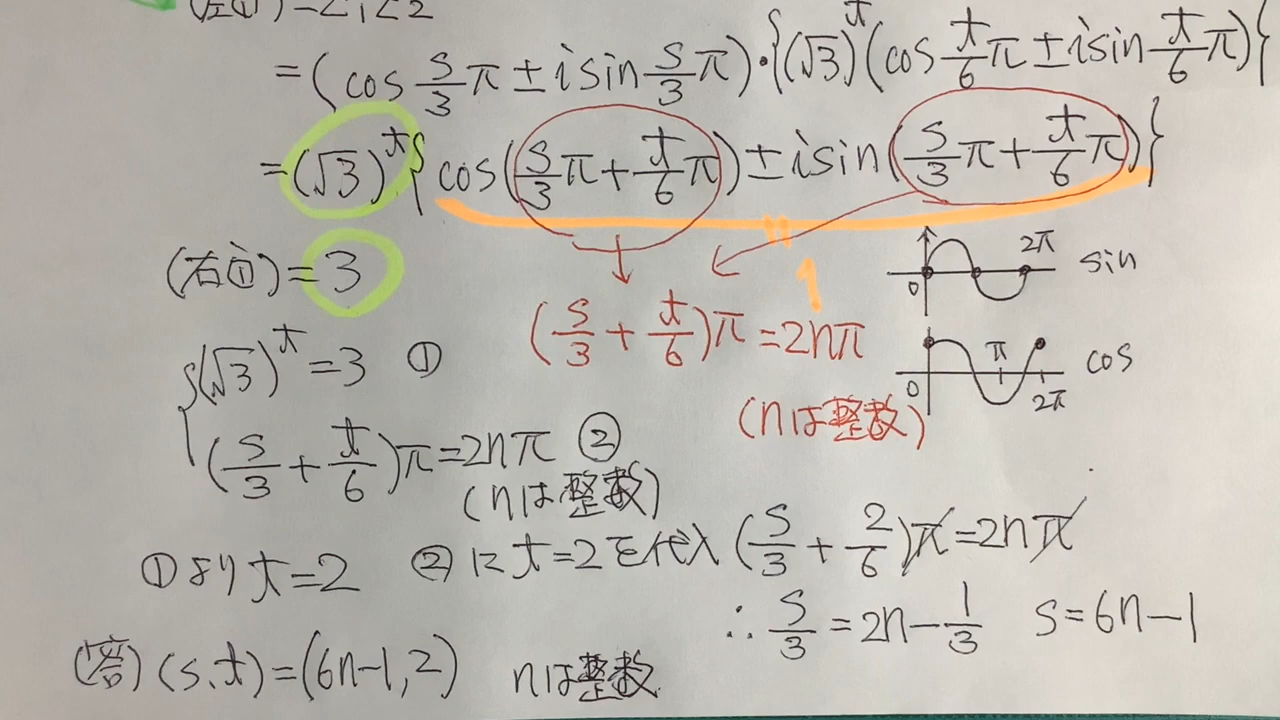 (左①)=
=(cos s/3 π ± i sin s/3 π)・{(√3)^t (cos t/6 π ± i sin t/6 π)}
=(√3)^t {cos(s/3 π + t/6 π) ± i sin(s/3 π + t/6 π)}
(右①)=3
1
(s/3 + t/6)π=2nπ
(nは整数)
2π
sin
0
π
cos
0
2π
(√3)^t=3 ①
(s/3 + t/6)π=2nπ ②
(nは整数)
①より t=2 ②に t=2を代入 (s/3 + 2/6)π=2nπ
∴ s/3 =2n− 1/3 s=6n−1
(答) (s、t)=(6n−1,2) nは整数